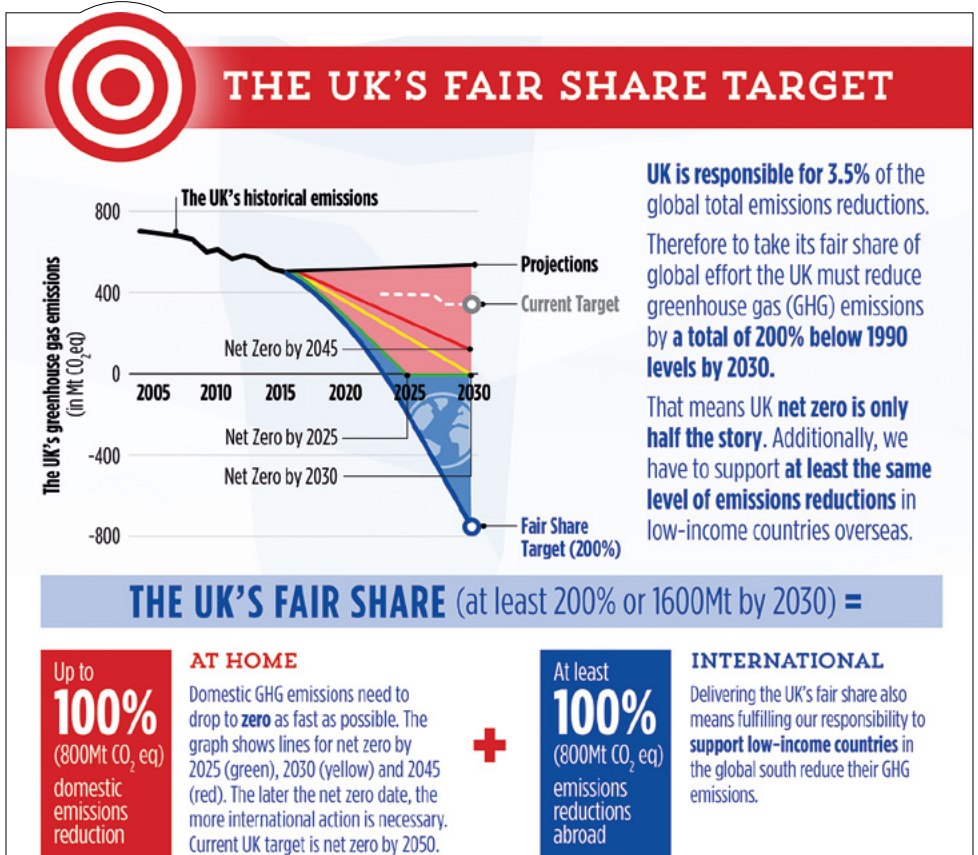 THE UK'S FAIR SHARE TARGET
The UK's historical emissions
The UK's greenhouse gas emissions
(in Mt CO₂eq)
800
400
0
-400
-800
2005 2010 2015 2020 2025 2030
Projections
Current Target
Net Zero by 2045
Net Zero by 2025
Net Zero by 2030
Fair Share
Target (200%)
UK is responsible for 3.5% of the
global total emissions reductions.
Therefore to take its fair share of
global effort the UK must reduce
greenhouse gas (GHG) emissions
by a total of 200% below 1990
levels by 2030.
That means UK net zero is only
half the story. Additionally, we
have to support at least the same
level of emissions reductions in
low-income countries overseas.
THE UK'S FAIR SHARE (at least 200% or 1600Mt by 2030) =
Up to
100%
(800Mt CO₂ eq)
domestic
emissions
reduction
AT HOME
Domestic GHG emissions need to
drop to zero as fast as possible. The
graph shows lines for net zero by
2025 (green), 2030 (yellow) and 2045
(red). The later the net zero date, the
more international action is necessary.
Current UK target is net zero by 2050.
+
At least
100%
(800Mt CO₂ eq)
emissions
reductions
abroad
INTERNATIONAL
Delivering the UK's fair share also
means fulfilling our responsibility to
support low-income countries in
the global south reduce their GHG
emissions.